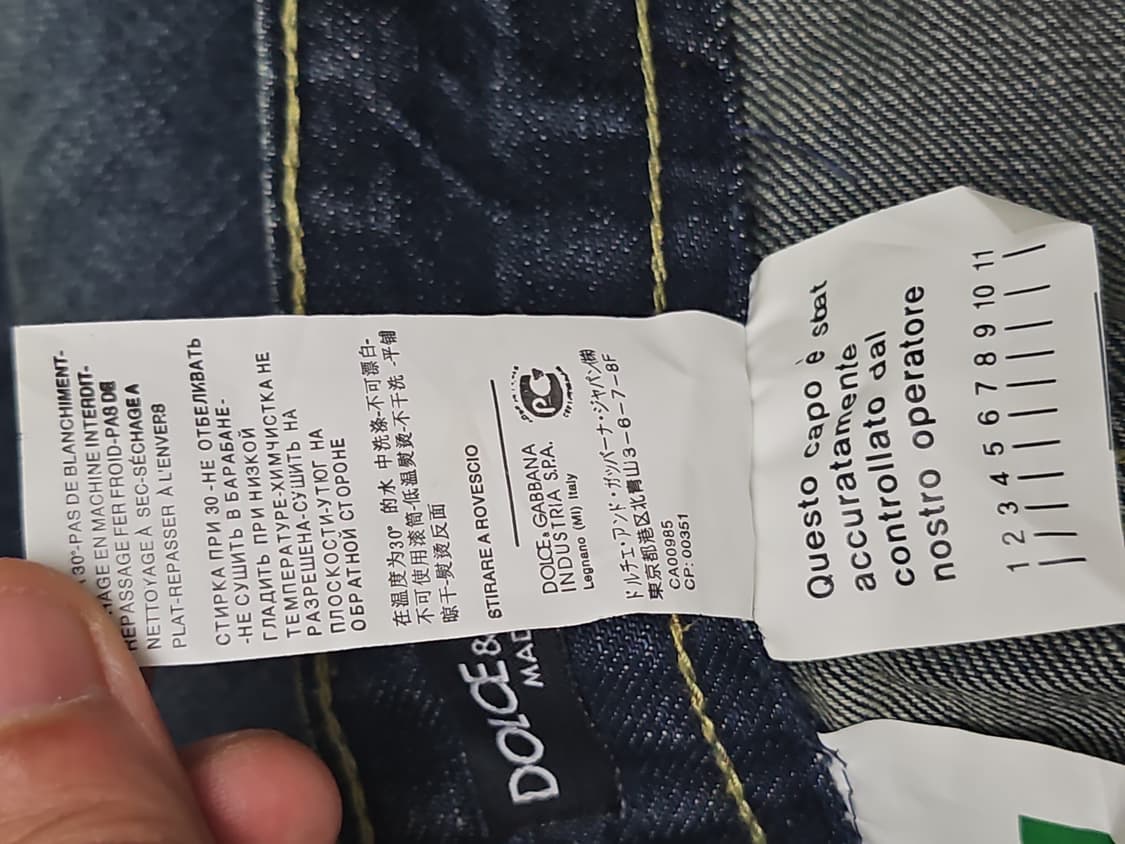 30°-PAS DE BLANCHIMENT-
AGE EN MACHINE INTERDIT-
REPASSAGE FER FROID-PAS DE
NETTOYAGE À SEC-SÉCHAGE A
PLAT-REPASSER À L'ENVERS
СТИРКА ПРИ 30 -НЕ ОТБЕЛИВАТЬ
-НЕ СУШИТЬ В БАРАБАНЕ-
ГЛАДИТЬ ПРИ НИЗКОЙ
ТЕМПЕРАТУРЕ-ХИМЧИСТКА НЕ
РАЗРЕШЕНА-СУШИТЬ НА
ПЛОСКОСТИ-УТЮГ НА
ОБРАТНОЙ СТОРОНЕ
在温度为30° 的水 中洗涤-不可漂白-
不可使用滚筒-低温熨烫-不干洗 -平铺
晾干-熨烫反面
STIRARE A ROVESCIO
DOLCE & GABBANA
INDUSTRIA S.P.A.
Legnano (MI) Italy
ドルチェ・アンド・ガッバーナ・ジャパン㈱
東京都港区北青山3-6-7-8F
CA00985
CP: 00351
Questo capo è stat
accuratamente
controllato dal
nostro operatore
1 2 3 4 5 6 7 8 9 10 11
DOLCE &
MAD